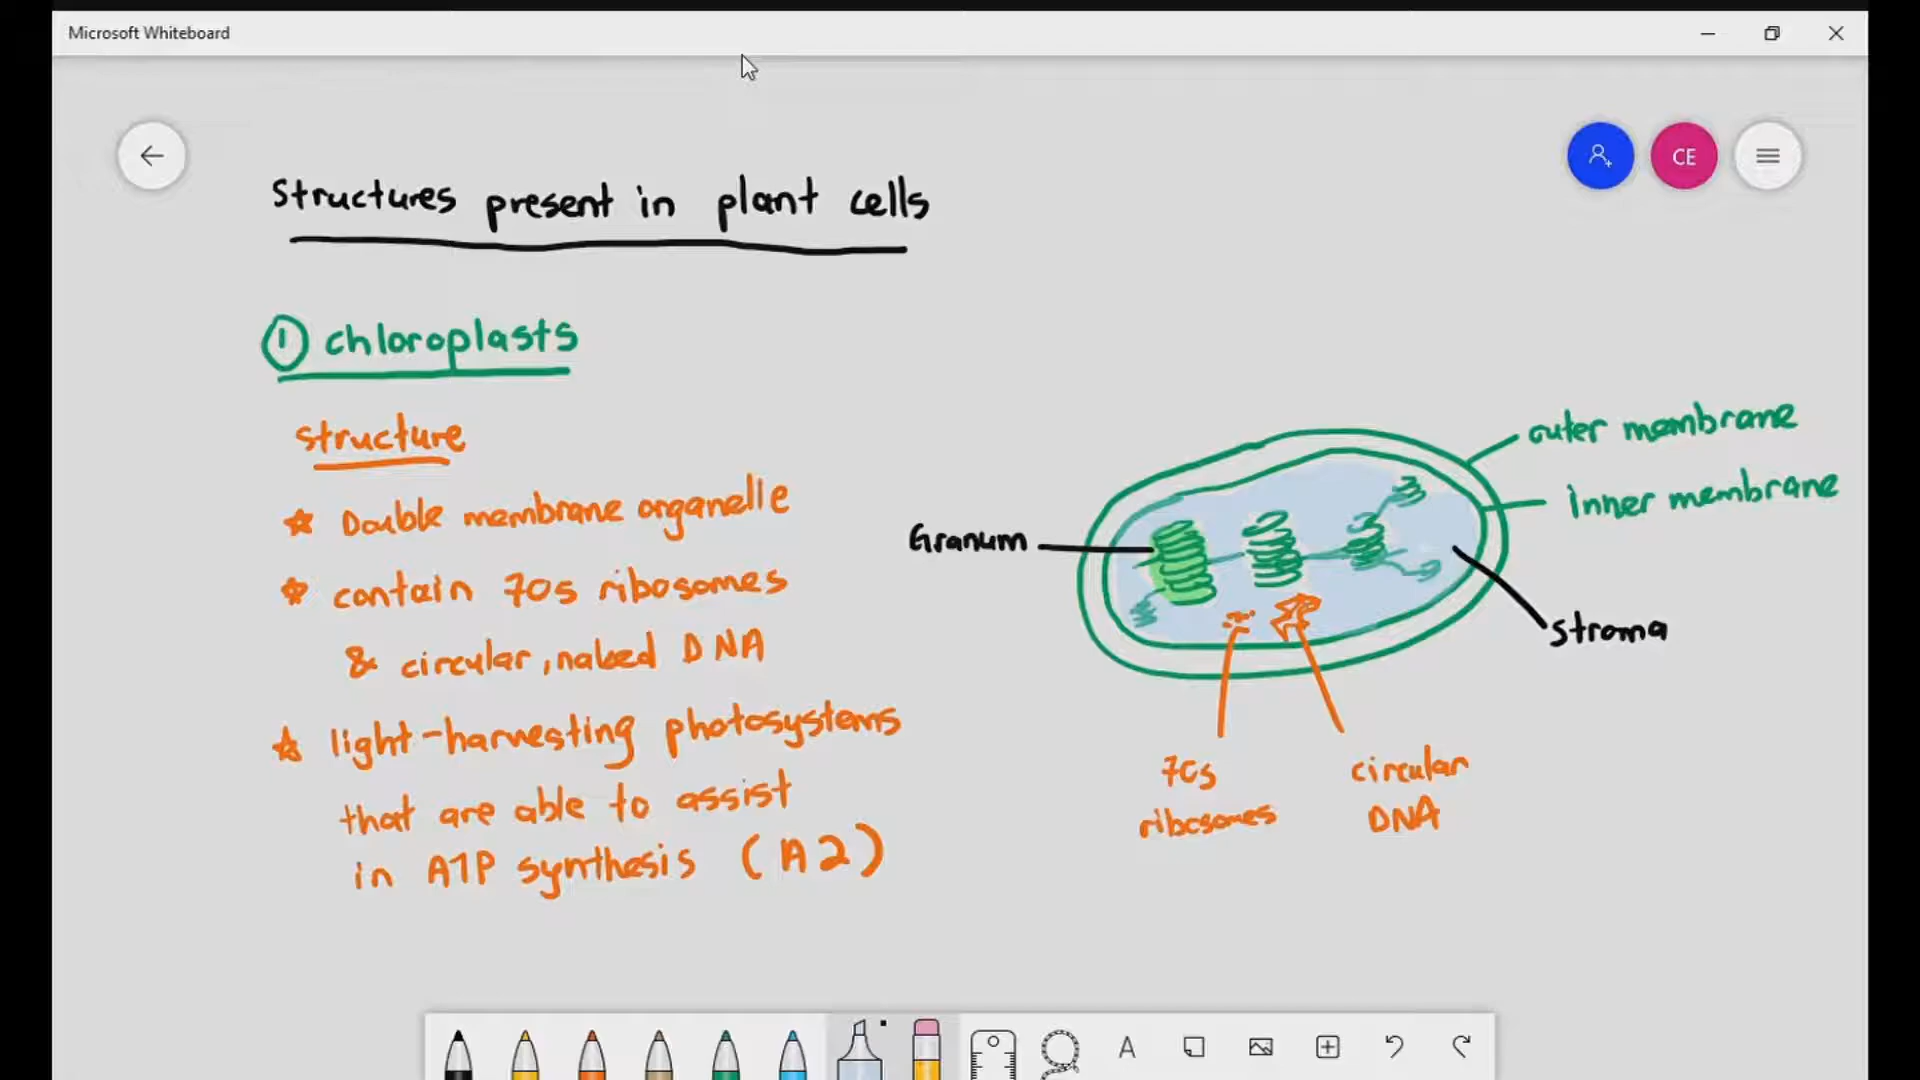 Microsoft Whiteboard
CE
Structures present in plant cells
1 chloroplasts
structure
Double membrane organelle
contain 70s ribosomes
& circular, naked DNA
light-harvesting photosystems
that are able to assist
in ATP synthesis (A2)
outer membrane
inner membrane
Granum
Stroma
70s
ribosomes
circular
DNA
A